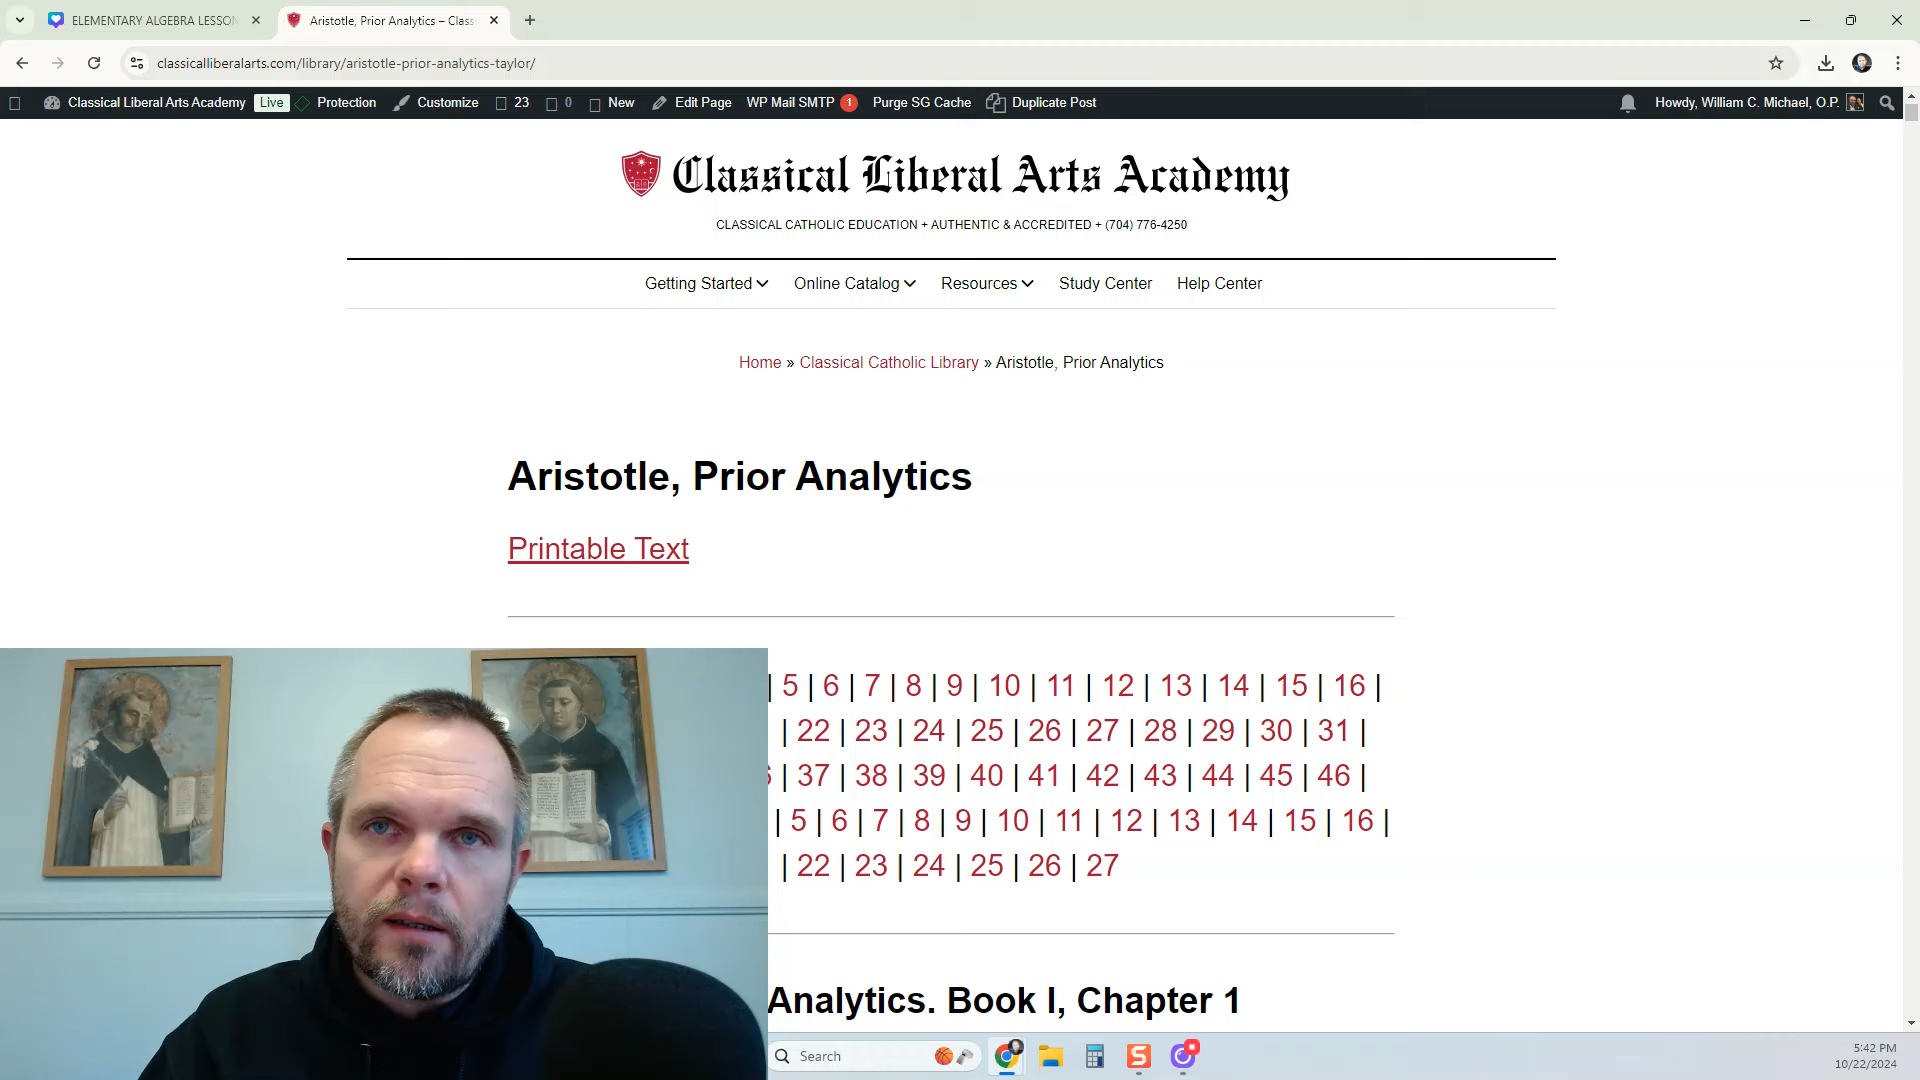 ELEMENTARY ALGEBRA LESSON
Aristotle, Prior Analytics – Class
classicalliberalarts.com/library/aristotle-prior-analytics-taylor/
Classical Liberal Arts Academy Live Protection Customize 23 0 New Edit Page WP Mail SMTP 1 Purge SG Cache Duplicate Post Howdy, William C. Michael, O.P.
Classical Liberal Arts Academy
CLASSICAL CATHOLIC EDUCATION + AUTHENTIC & ACCREDITED + (704) 776-4250
Getting Started Online Catalog Resources Study Center Help Center
Home » Classical Catholic Library » Aristotle, Prior Analytics
Aristotle, Prior Analytics
Printable Text
| 5 | 6 | 7 | 8 | 9 | 10 | 11 | 12 | 13 | 14 | 15 | 16 |
| 22 | 23 | 24 | 25 | 26 | 27 | 28 | 29 | 30 | 31 |
| 37 | 38 | 39 | 40 | 41 | 42 | 43 | 44 | 45 | 46 |
| 5 | 6 | 7 | 8 | 9 | 10 | 11 | 12 | 13 | 14 | 15 | 16 |
| 22 | 23 | 24 | 25 | 26 | 27
Analytics. Book I, Chapter 1
Search
5:42 PM
10/22/2024